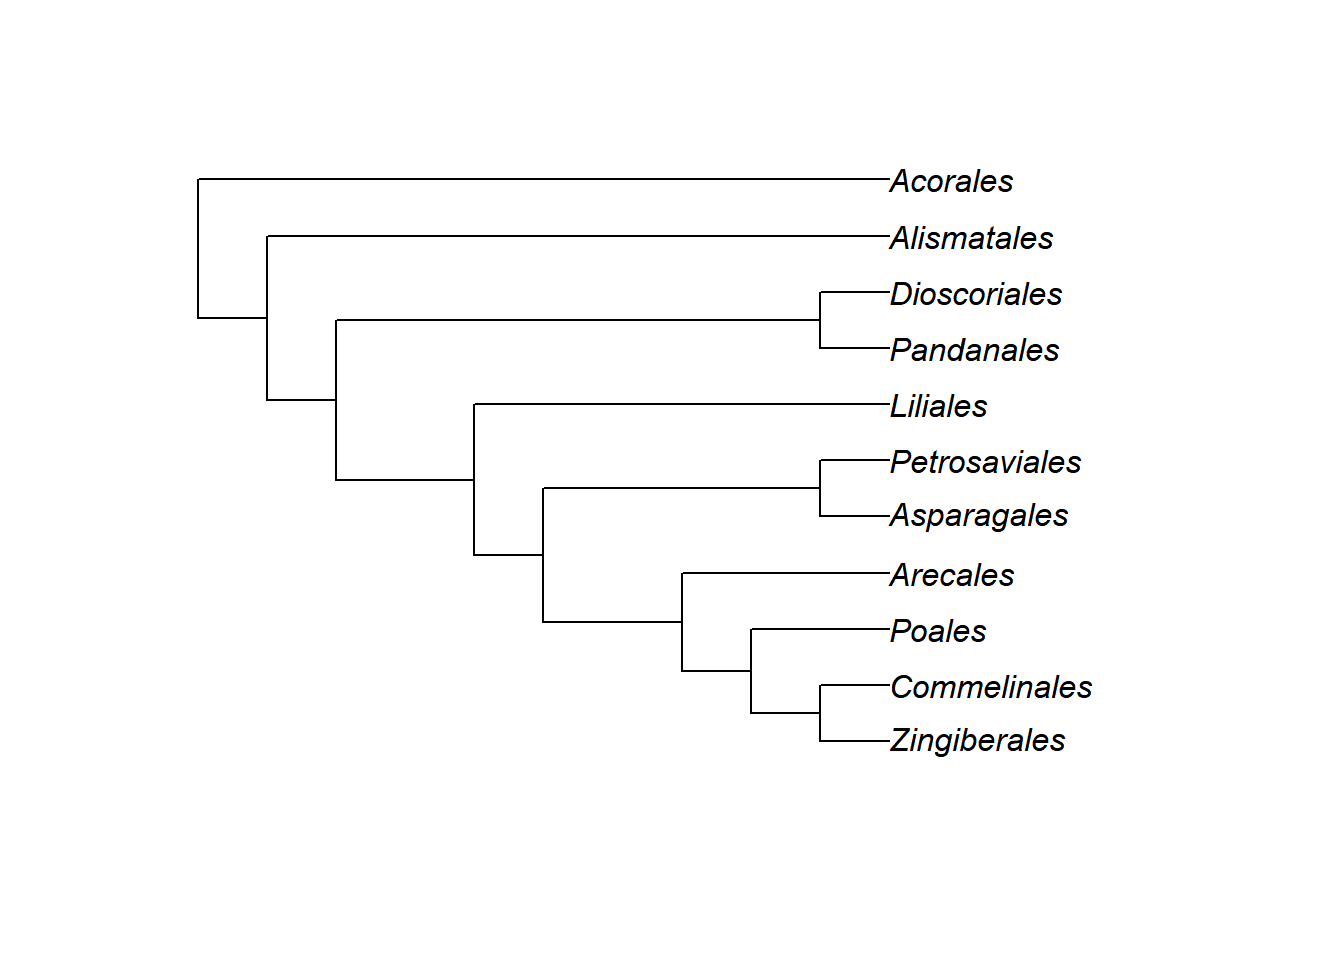 Acorales
Alismatales
Dioscoriales
Pandanales
Liliales
Petrosaviales
Asparagales
Arecales
Poales
Commelinales
Zingiberales